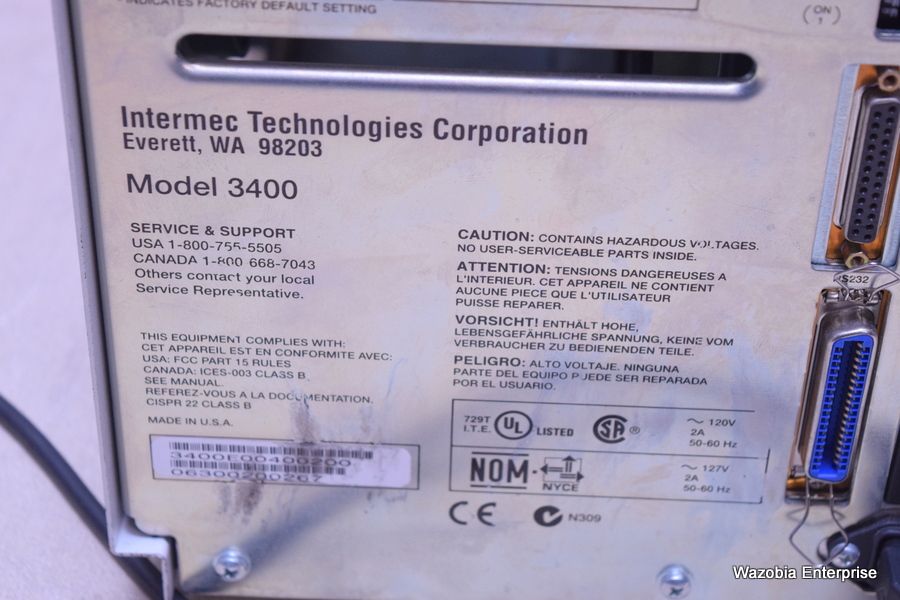 INDICATES FACTORY DEFAULT SETTING
(ON 1)
Intermec Technologies Corporation
Everett, WA 98203
Model 3400
SERVICE & SUPPORT
USA 1-800-755-5505
CANADA 1-800 668-7043
Others contact your local
Service Representative.
THIS EQUIPMENT COMPLIES WITH:
CET APPAREIL EST EN CONFORMITE AVEC:
USA: FCC PART 15 RULES
CANADA: ICES-003 CLASS B
SEE MANUAL.
REFEREZ-VOUS A LA DOCUMENTATION.
CISPR 22 CLASS B
MADE IN U.S.A.
3400E00400200
06300200267
CAUTION: CONTAINS HAZARDOUS VOLTAGES.
NO USER-SERVICEABLE PARTS INSIDE.
ATTENTION: TENSIONS DANGEREUSES A
L'INTERIEUR. CET APPAREIL NE CONTIENT
AUCUNE PIECE QUE L'UTILISATEUR
PUISSE REPARER.
VORSICHT! ENTHÄLT HOHE,
LEBENSGEFÄHRLICHE SPANNUNG, KEINE VOM
VERBRAUCHER ZU BEDIENENDEN TEILE.
PELIGRO: ALTO VOLTAJE. NINGUNA
PARTE DEL EQUIPO PUEDE SER REPARADA
POR EL USUARIO.
729T
I.T.E.
UL LISTED
SA ®
~ 120V
2A
50-60 Hz
NOM
NYCE
~ 127V
2A
50-60 Hz
CE
N309
RS232
Wazobia Enterprise